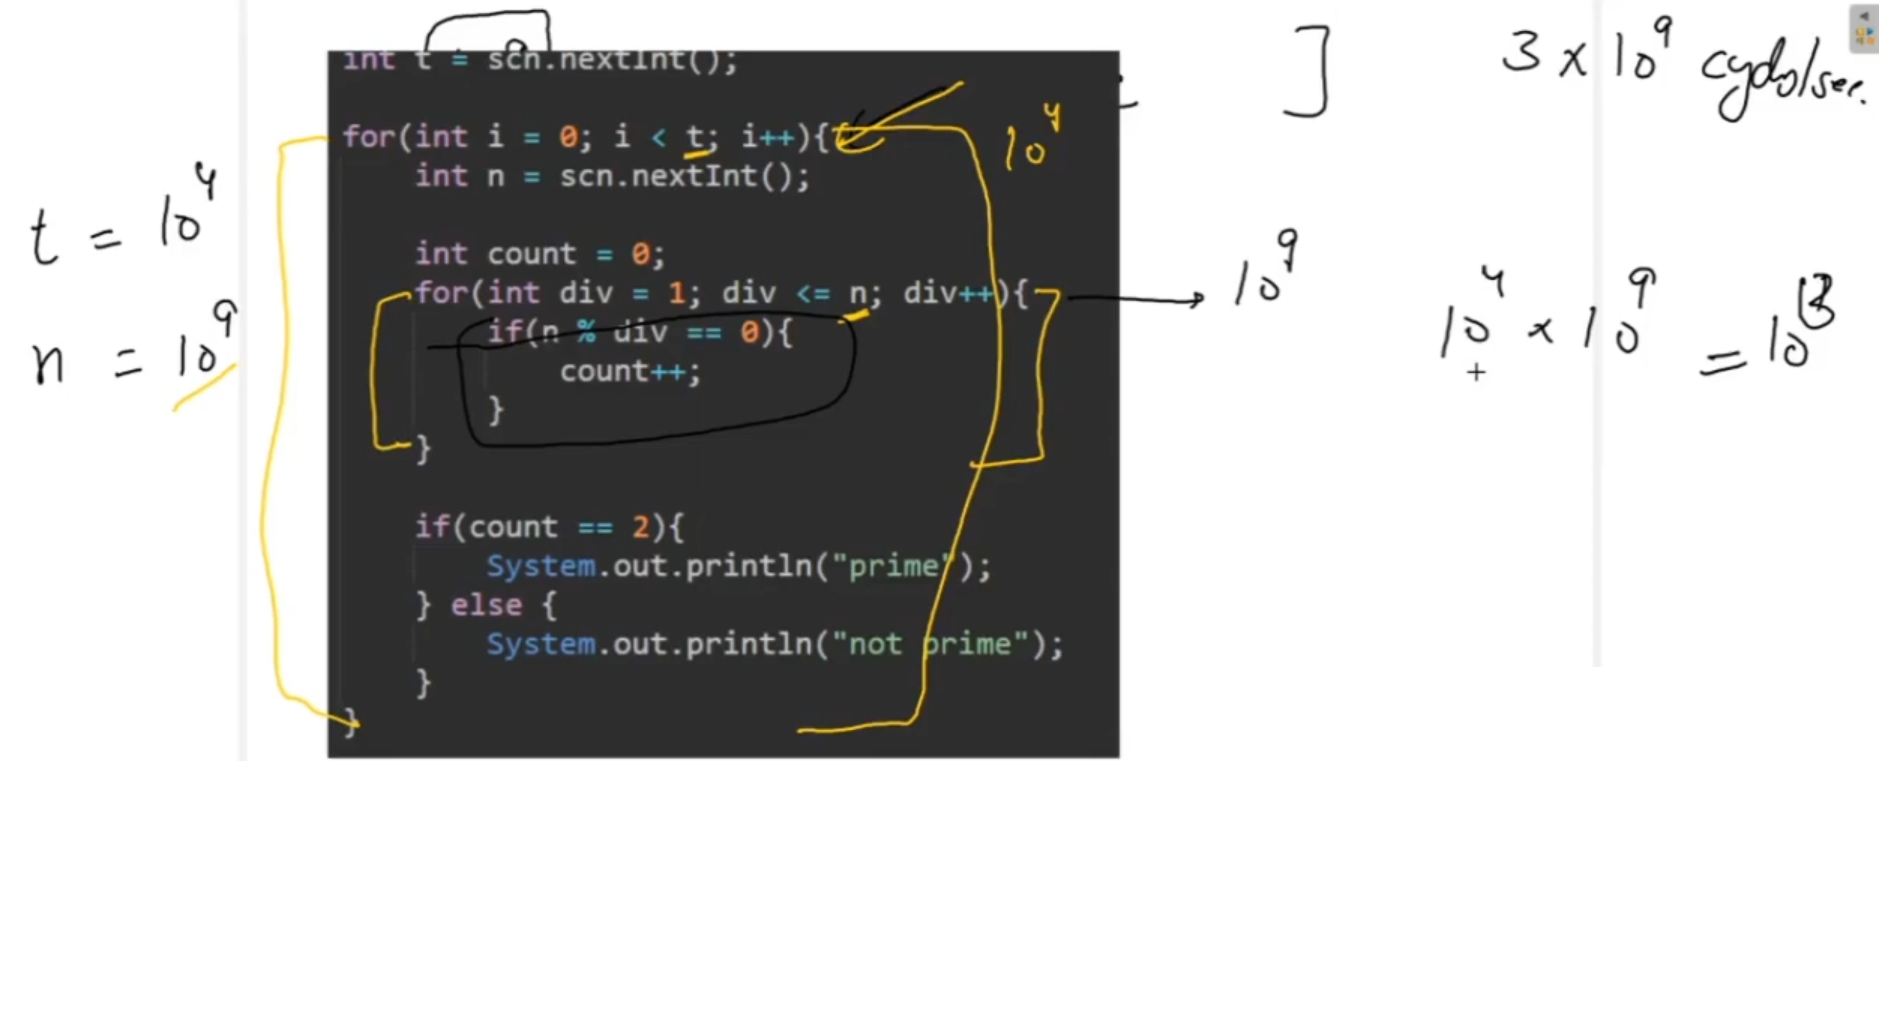 int t = scn.nextInt();
3 x 10^9 cycles/sec.
for(int i = 0; i < t; i++){
10^4
int n = scn.nextInt();
t = 10^4
int count = 0;
for(int div = 1; div <= n; div++){
10^9
n = 10^9
if(n % div == 0){
10^4 x 10^9 = 10^13
count++;
}
}
if(count == 2){
System.out.println("prime");
} else {
System.out.println("not prime");
}
}